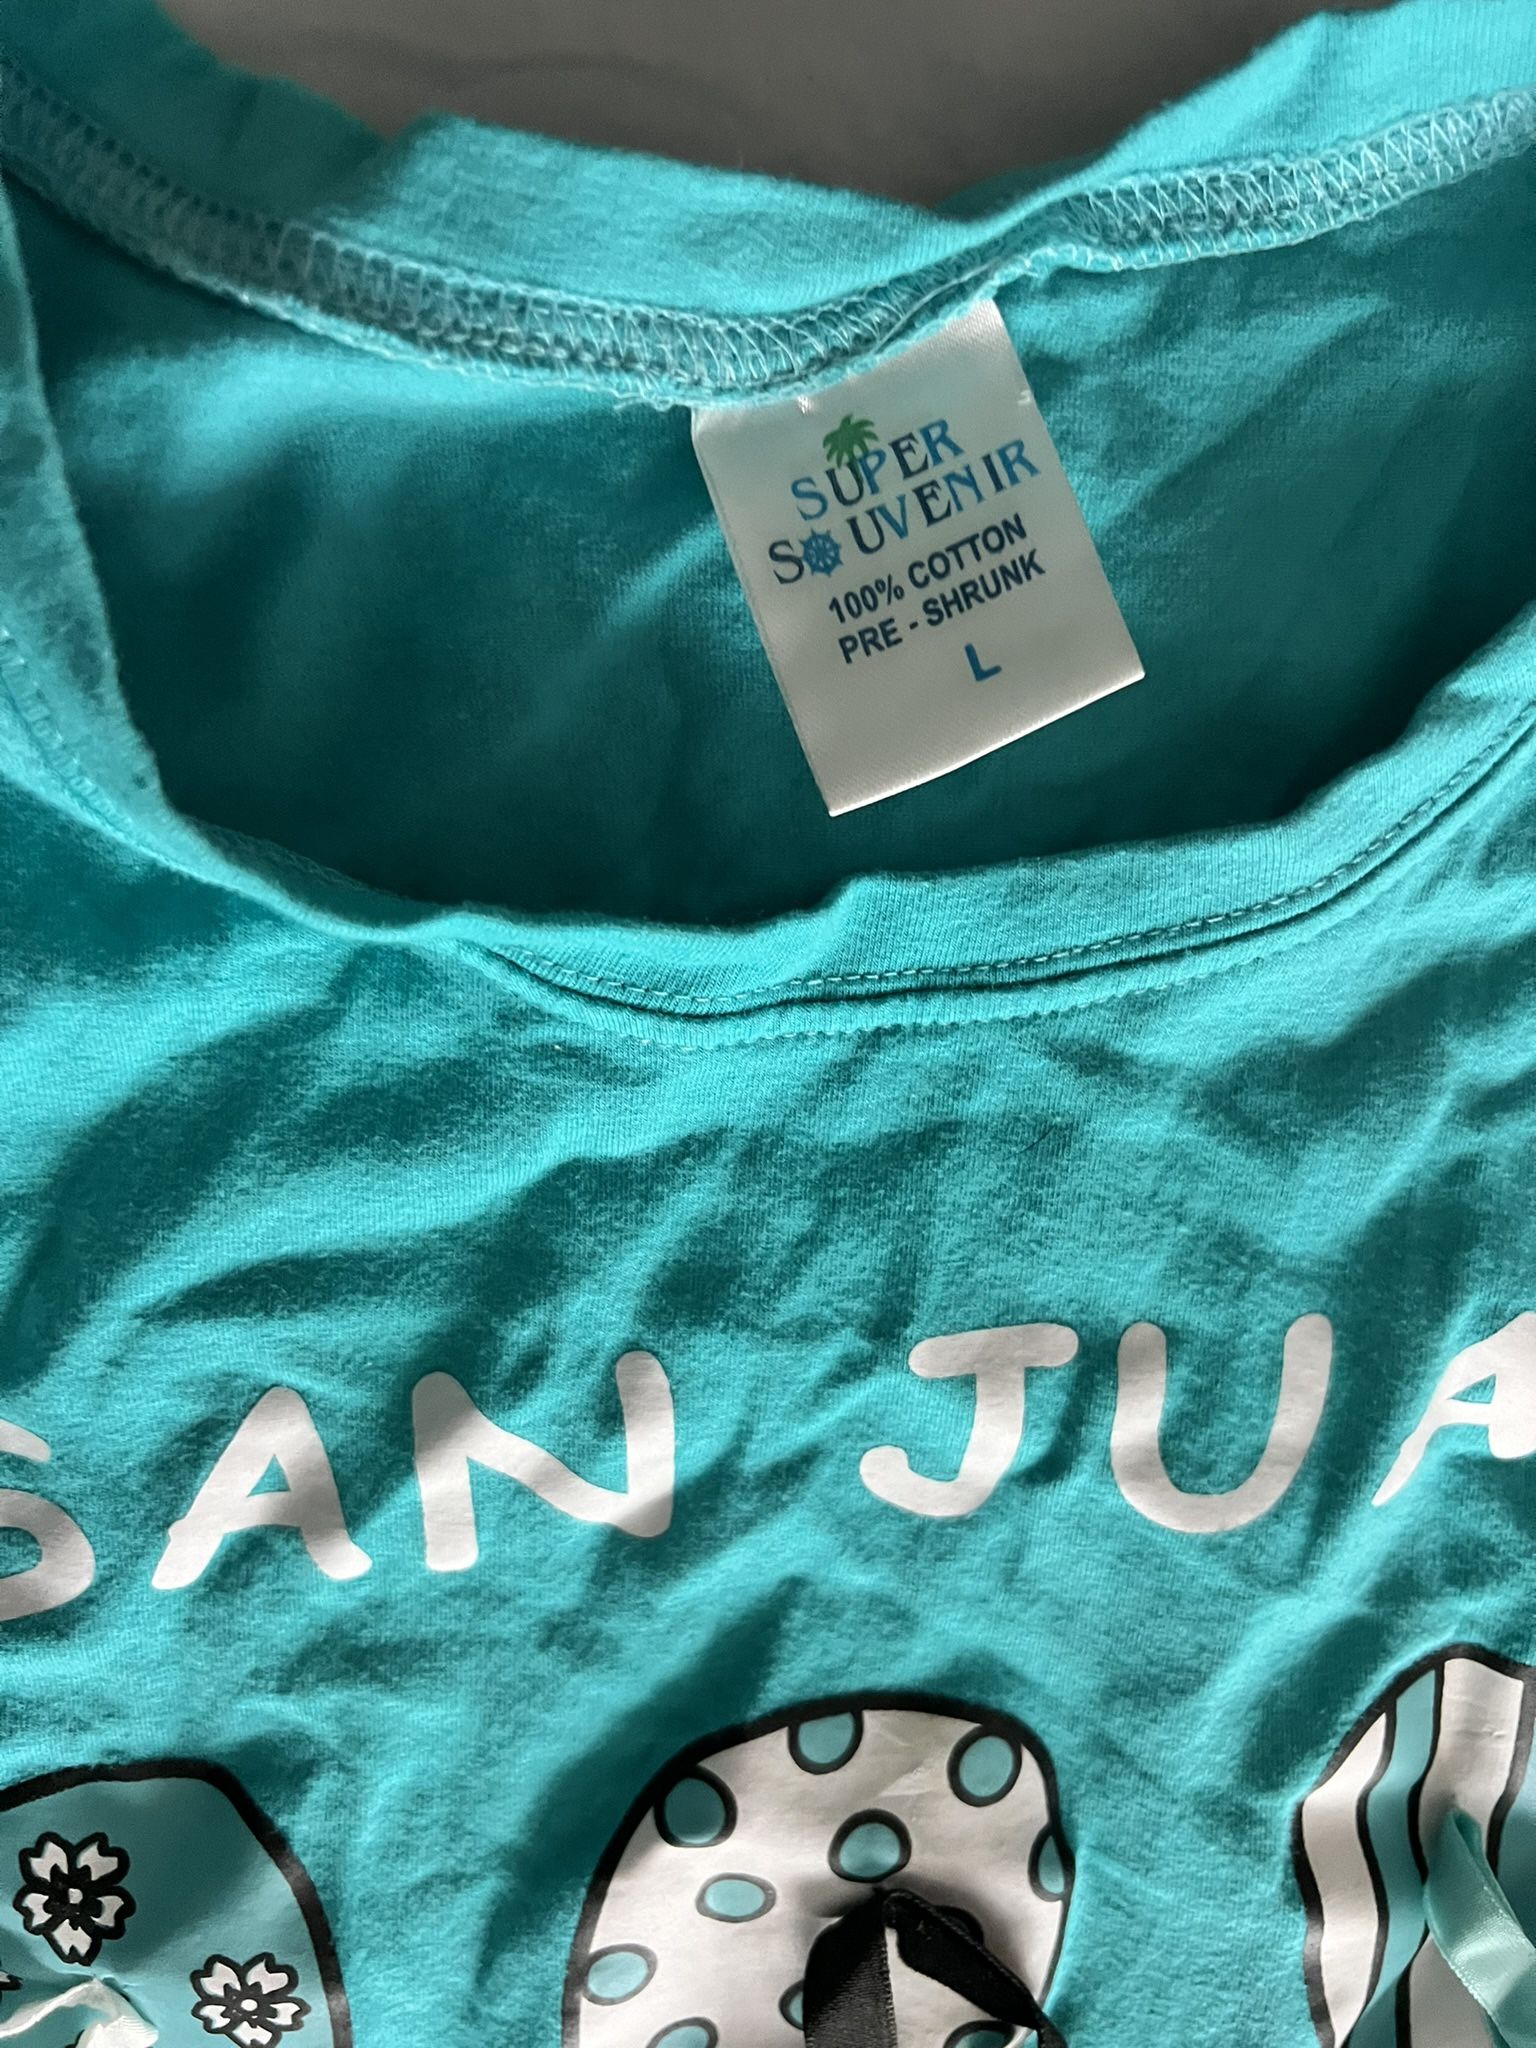 SUPER
SOUVENIR
100% COTTON
PRE - SHRUNK
L
SAN JUA